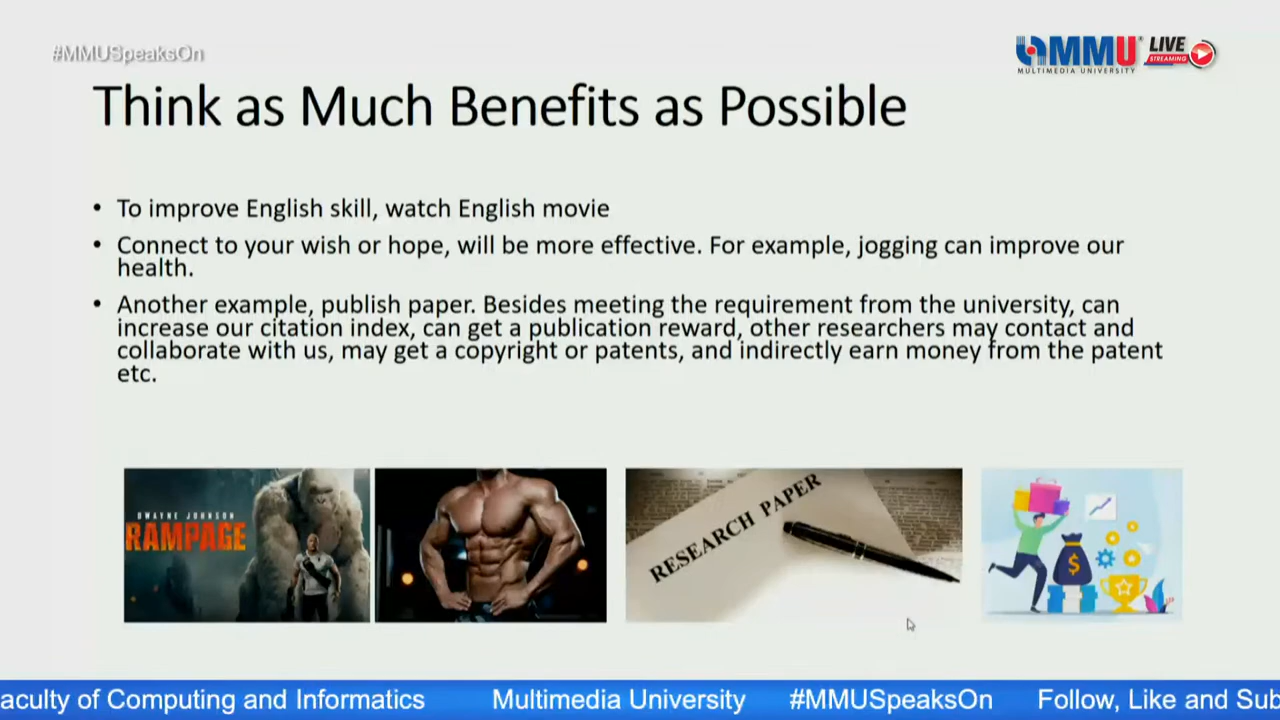 #MMUSpeaksOn
MMU
MULTIMEDIA UNIVERSITY
LIVE
STREAMING
Think as Much Benefits as Possible
• To improve English skill, watch English movie
• Connect to your wish or hope, will be more effective. For example, jogging can improve our
health.
• Another example, publish paper. Besides meeting the requirement from the university, can
increase our citation index, can get a publication reward, other researchers may contact and
collaborate with us, may get a copyright or patents, and indirectly earn money from the patent
etc.
DWAYNE JOHNSON
RAMPAGE
RESEARCH PAPER
$
aculty of Computing and Informatics Multimedia University #MMUSpeaksOn Follow, Like and Sub